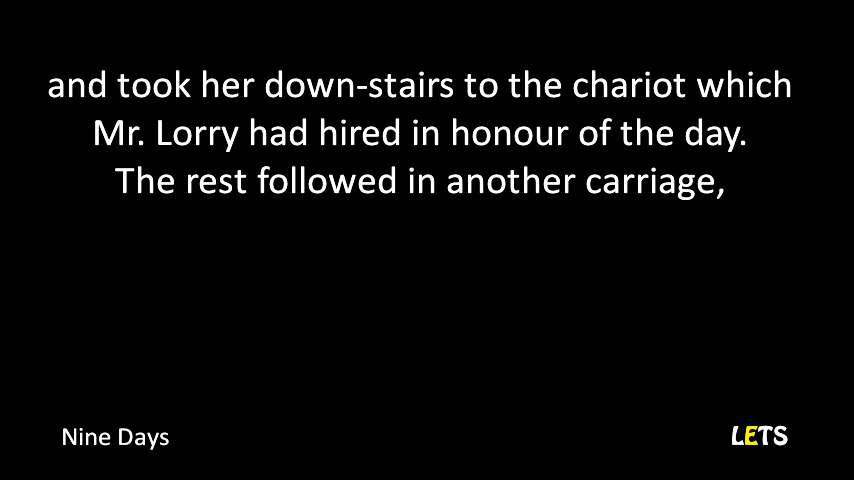 and took her down-stairs to the chariot which
Mr. Lorry had hired in honour of the day.
The rest followed in another carriage,
Nine Days
LETS